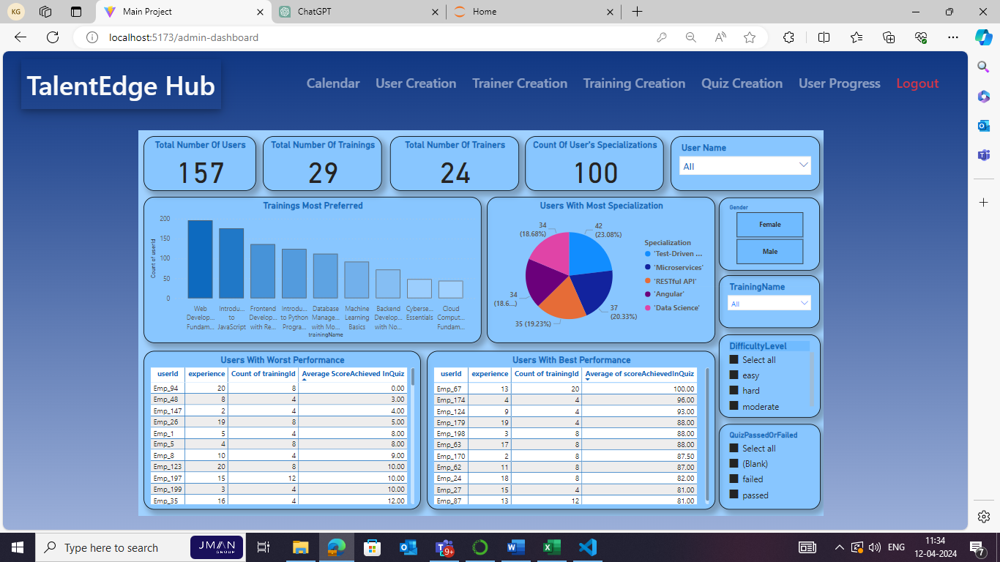 KG
Main Project
ChatGPT
Home
localhost:5173/admin-dashboard
TalentEdge Hub
Calendar
User Creation
Trainer Creation
Training Creation
Quiz Creation
User Progress
Logout
Total Number Of Users
157
Total Number Of Trainings
29
Total Number Of Trainers
24
Count Of User's Specializations
100
User Name
All
Trainings Most Preferred
Count of userId
200
150
100
50
0
Web Develop... Fundam...
Introdu... to JavaScript
Frontend Develop... with Re...
Introdu... to Python Progra...
Database Manage... with Mo...
Machine Learning Basics
Backend Develop... with No...
Cyberse... Essentials
Cloud Comput... Fundam...
trainingName
Users With Most Specialization
34 (18.68%)
42 (23.08%)
34 (18.6...)
37 (20.33%)
35 (19.23%)
Specialization
'Test-Driven ...
'Microservices'
'RESTful API'
'Angular'
'Data Science'
Gender
Female
Male
TrainingName
All
DifficultyLevel
Select all
easy
hard
moderate
QuizPassedOrFailed
Select all
(Blank)
failed
passed
Users With Worst Performance
userId experience Count of trainingId Average ScoreAchieved InQuiz
Emp_94 20 8 0.00
Emp_48 8 4 3.00
Emp_147 2 4 4.00
Emp_26 19 8 5.00
Emp_1 5 4 8.00
Emp_5 4 8 8.00
Emp_8 10 4 9.00
Emp_123 20 8 10.00
Emp_197 15 12 10.00
Emp_199 3 4 10.00
Emp_35 16 4 12.00
Users With Best Performance
userId experience Count of trainingId Average of scoreAchievedInQuiz
Emp_67 13 20 100.00
Emp_174 4 4 96.00
Emp_124 9 4 93.00
Emp_179 19 4 88.00
Emp_198 3 8 88.00
Emp_63 17 8 88.00
Emp_170 2 8 87.50
Emp_62 11 8 87.00
Emp_24 18 8 82.00
Emp_27 15 4 81.00
Emp_87 13 12 81.00
Type here to search
JMAN
GROUP
9+
ENG
11:34
12-04-2024
7